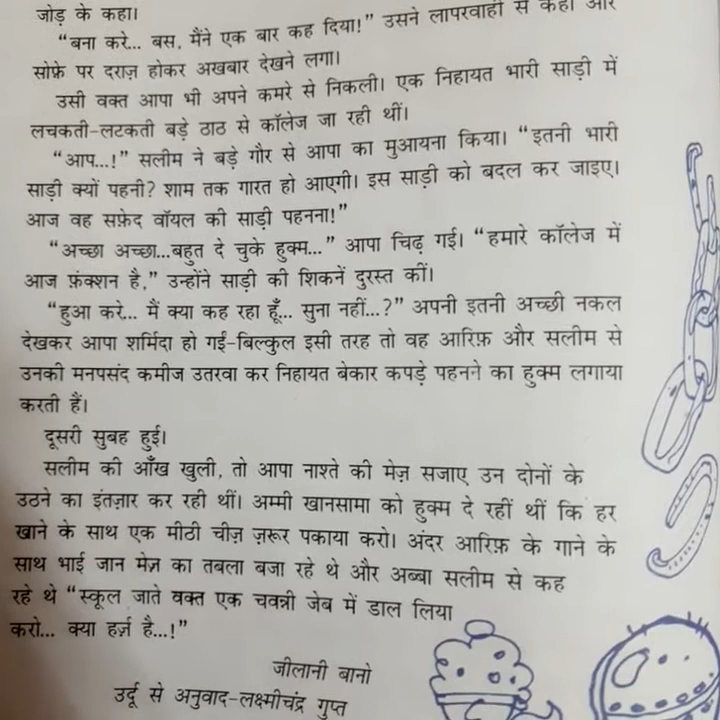 जोड़ के कहा।
“बना करे... बस, मैंने एक बार कह दिया!” उसने लापरवाही से कहा और
सोफ़े पर दराज़ होकर अखबार देखने लगा।
उसी वक्त आपा भी अपने कमरे से निकली। एक निहायत भारी साड़ी में
लचकती-लटकती बड़े ठाठ से कॉलेज जा रही थीं।
“आप...!” सलीम ने बड़े गौर से आपा का मुआयना किया। “इतनी भारी
साड़ी क्यों पहनी? शाम तक गारत हो आएगी। इस साड़ी को बदल कर जाइए।
आज वह सफ़ेद वॉयल की साड़ी पहनना!”
“अच्छा अच्छा...बहुत दे चुके हुक्म...” आपा चिढ़ गई। “हमारे कॉलेज में
आज फ़ंक्शन है,” उन्होंने साड़ी की शिकनें दुरस्त कीं।
“हुआ करे... मैं क्या कह रहा हूँ... सुना नहीं...?” अपनी इतनी अच्छी नकल
देखकर आपा शर्मिदा हो गईं-बिल्कुल इसी तरह तो वह आरिफ़ और सलीम से
उनकी मनपसंद कमीज उतरवा कर निहायत बेकार कपड़े पहनने का हुक्म लगाया
करती हैं।
दूसरी सुबह हुई।
सलीम की आँख खुली, तो आपा नाश्ते की मेज़ सजाए उन दोनों के
उठने का इंतज़ार कर रही थीं। अम्मी खानसामा को हुक्म दे रहीं थीं कि हर
खाने के साथ एक मीठी चीज़ ज़रूर पकाया करो। अंदर आरिफ़ के गाने के
साथ भाई जान मेज़ का तबला बजा रहे थे और अब्बा सलीम से कह
रहे थे “स्कूल जाते वक्त एक चवन्नी जेब में डाल लिया
करो... क्या हर्ज़ है...!”
जीलानी बानो
उर्दू से अनुवाद-लक्ष्मीचंद्र गुप्त